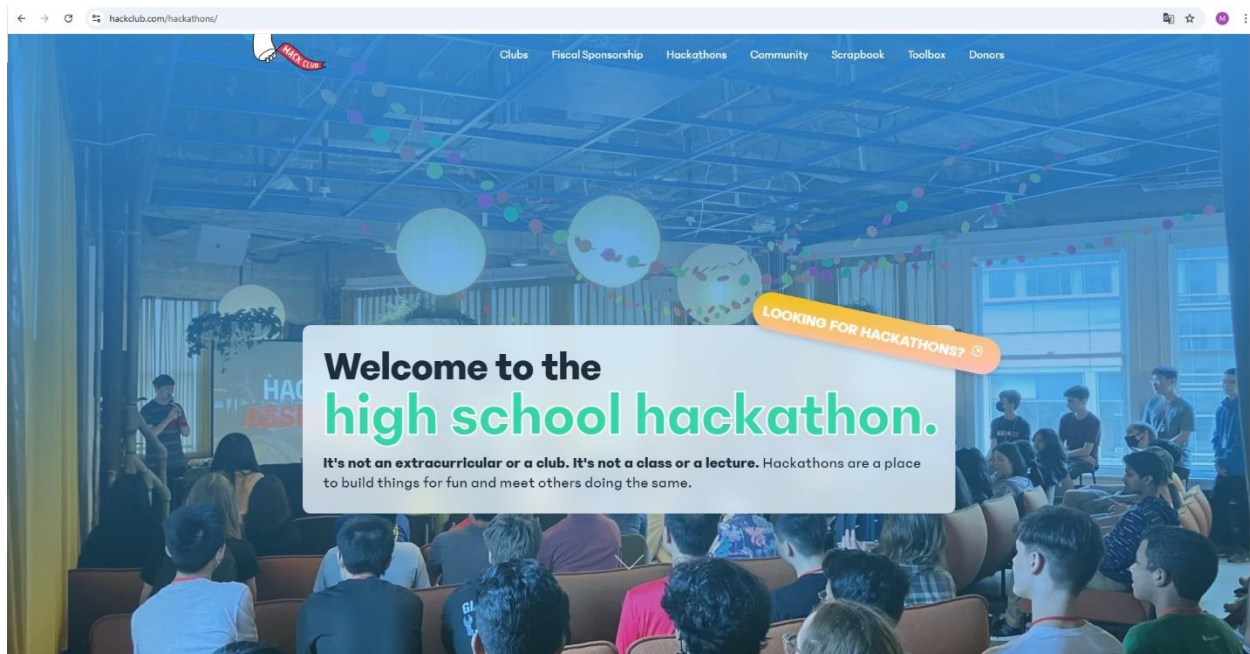 hackclub.com/hackathons/
M
HACK CLUB
Clubs Fiscal Sponsorship Hackathons Community Scrapbook Toolbox Donors
LOOKING FOR HACKATHONS?
Welcome to the
high school hackathon.
It's not an extracurricular or a club. It's not a class or a lecture. Hackathons are a place
to build things for fun and meet others doing the same.